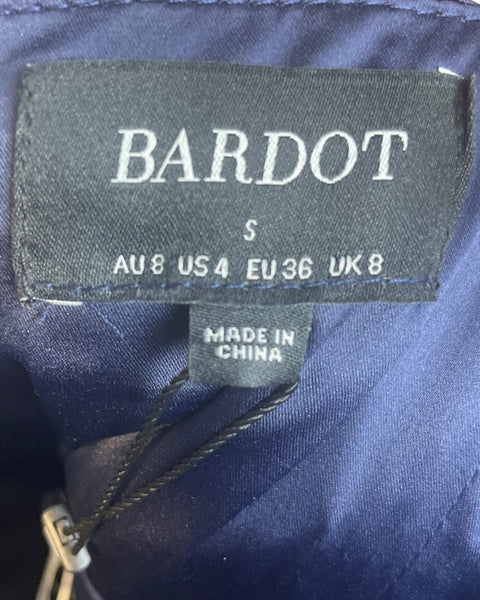 BARDOT
S
AU 8 US 4 EU 36 UK 8
MADE IN
CHINA